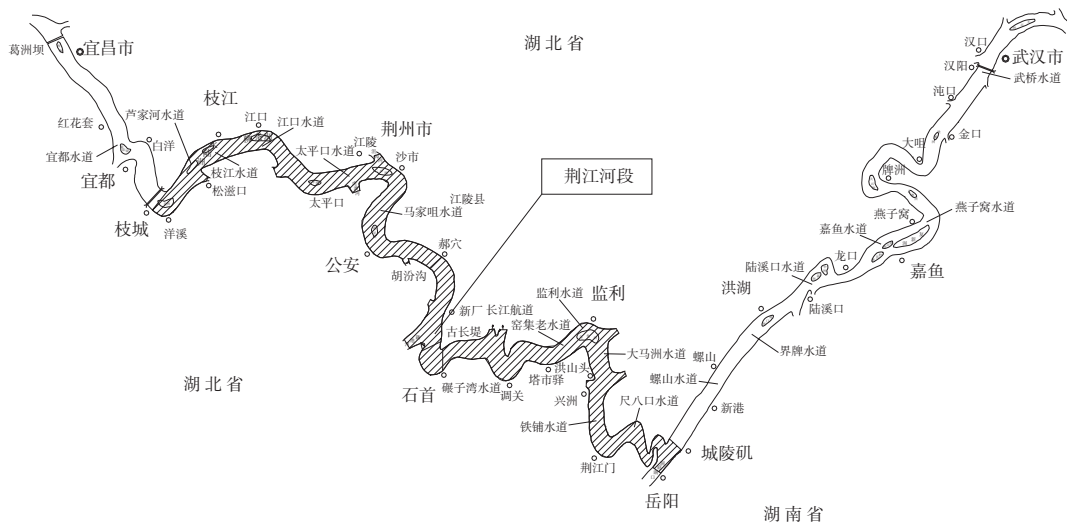 湖北省
葛洲坝
宜昌市
红花套
宜都水道
宜都
白洋
芦家河水道
枝江
江口
江口水道
枝江水道
松滋口
枝城
洋溪
太平口水道
太平口
江陵
荆州市
沙市
江陵县
马家咀水道
荆江河段
公安
郝穴
胡汾沟
新厂
长江航道
古长堤
石首
碾子湾水道
调关
塔市驿
窑集老水道
监利水道
监利
大马洲水道
洪山头
兴洲
铁铺水道
尺八口水道
荆江门
岳阳
城陵矶
新港
螺山水道
螺山
界牌水道
洪湖
陆溪口
陆溪口水道
龙口
嘉鱼水道
嘉鱼
燕子窝
燕子窝水道
牌洲
大咀
金口
沌口
汉阳
武桥水道
汉口
武汉市
湖北省
湖南省